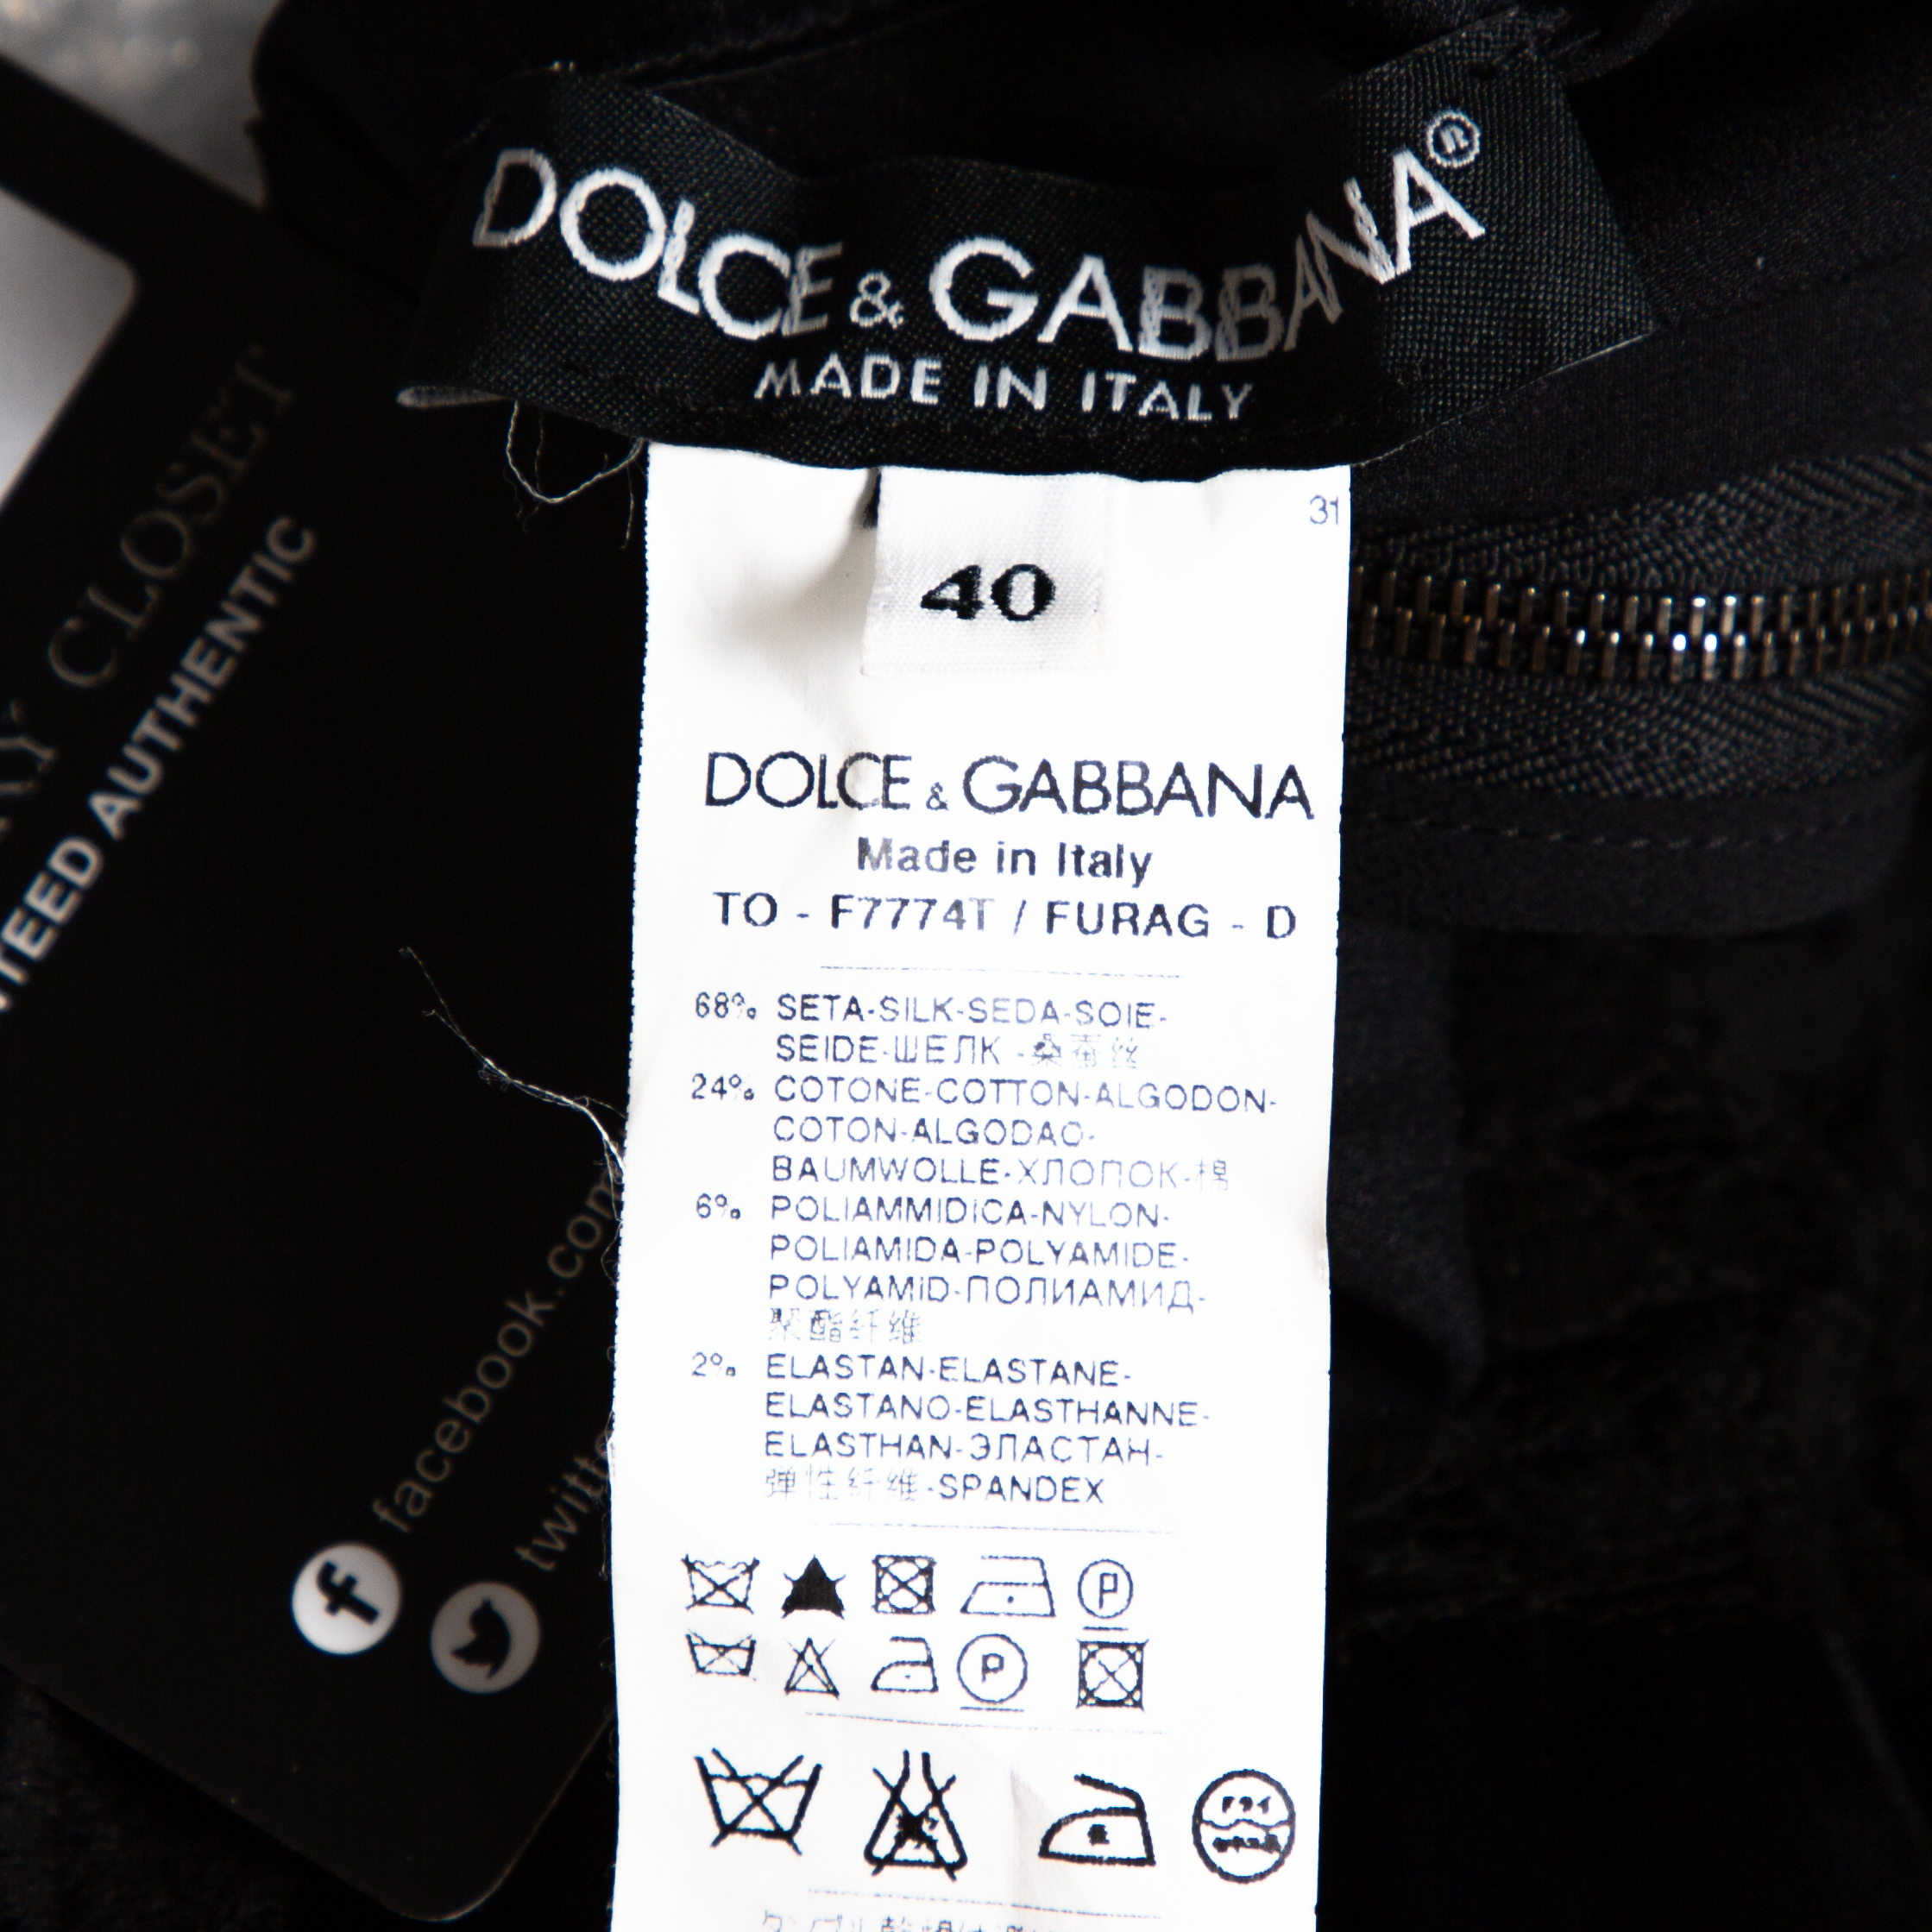 DOLCE & GABBANA®
MADE IN ITALY
31
40
DOLCE & GABBANA
Made in Italy
TO - F7774T / FURAG - D
68% SETA-SILK-SEDA-SOIE-
SEIDE-ШЕЛК -桑蚕丝
24% COTONE-COTTON-ALGODON-
COTON-ALGODAO-
BAUMWOLLE-ХЛОПОК-棉
6% POLIAMMIDICA-NYLON-
POLIAMIDA-POLYAMIDE-
POLYAMID-ПОЛИАМИД-
聚酯纤维
2% ELASTAN-ELASTANE-
ELASTANO-ELASTHANNE-
ELASTHAN-ЭЛАСТАН-
弹性纤维-SPANDEX
P
P
ドライ
CLOSET
AUTHENTIC
facebook.com